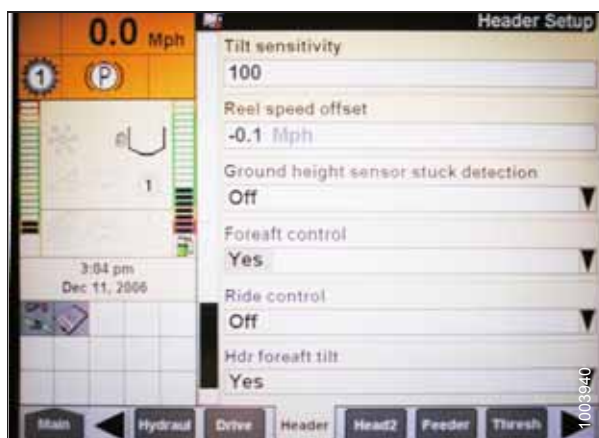 0.0 Mph
1
(P)
1
3:04 pm
Dec 11, 2006
Header Setup
Tilt sensitivity
100
Reel speed offset
-0.1 Mph
Ground height sensor stuck detection
Off
Foreaft control
Yes
Ride control
Off
Hdr foreaft tilt
Yes
Main
Hydraul
Drive
Header
Head2
Feeder
Thresh
1003940